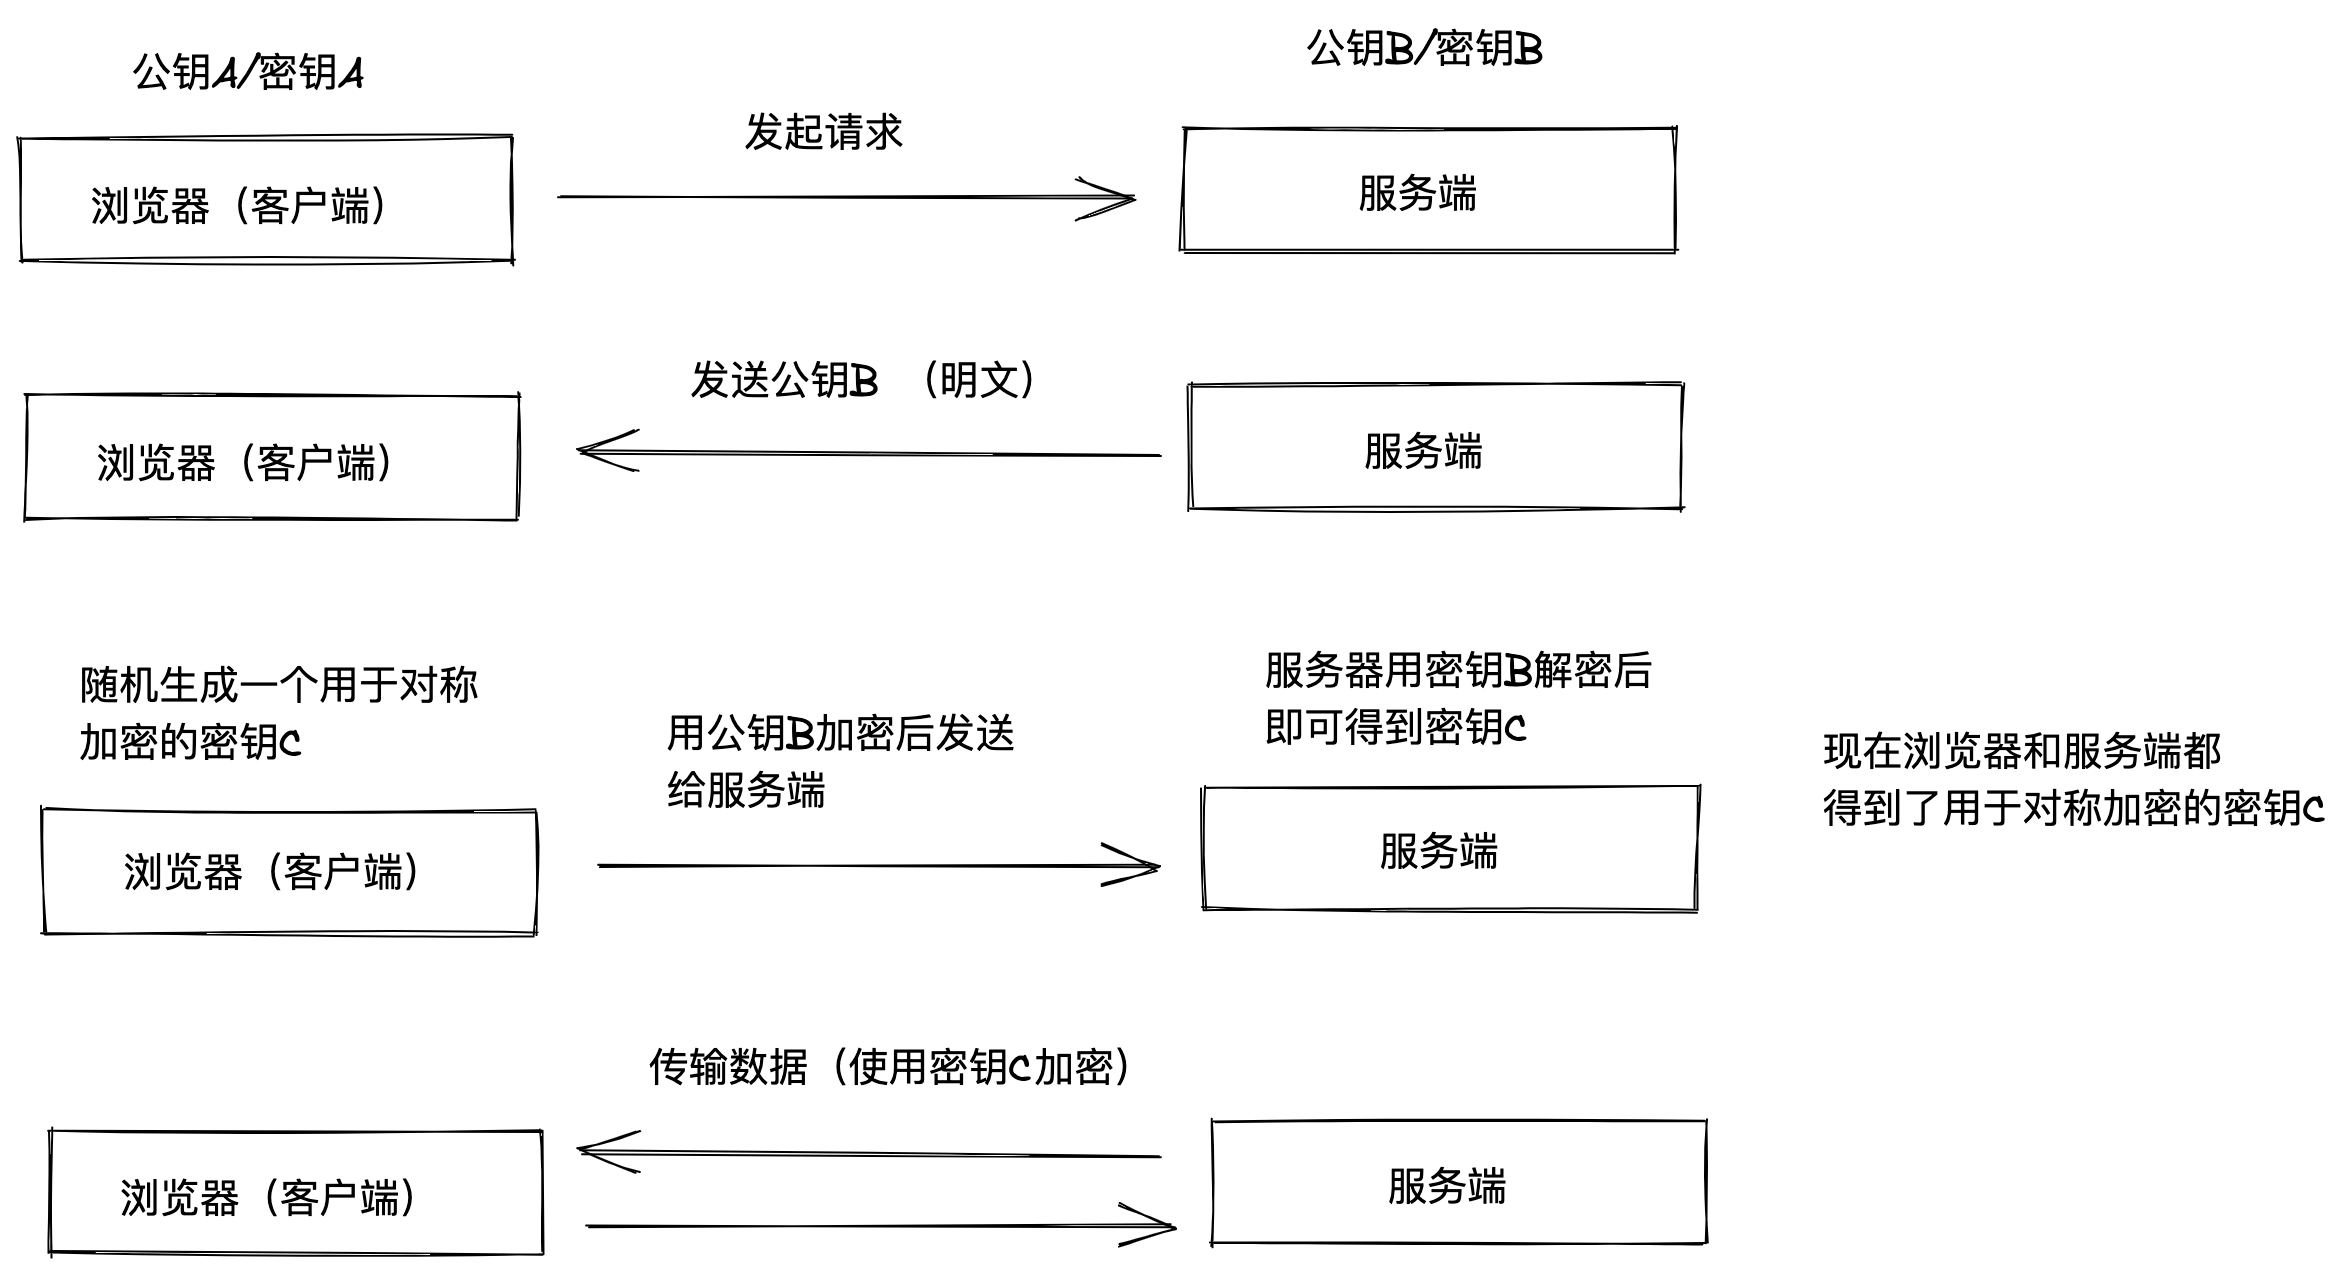 公钥A/密钥A
公钥B/密钥B
发起请求
浏览器（客户端）
服务端
发送公钥B （明文）
浏览器（客户端）
服务端
随机生成一个用于对称
加密的密钥C
用公钥B加密后发送
给服务端
服务器用密钥B解密后
即可得到密钥C
现在浏览器和服务端都
得到了用于对称加密的密钥C
浏览器（客户端）
服务端
传输数据（使用密钥C加密）
浏览器（客户端）
服务端